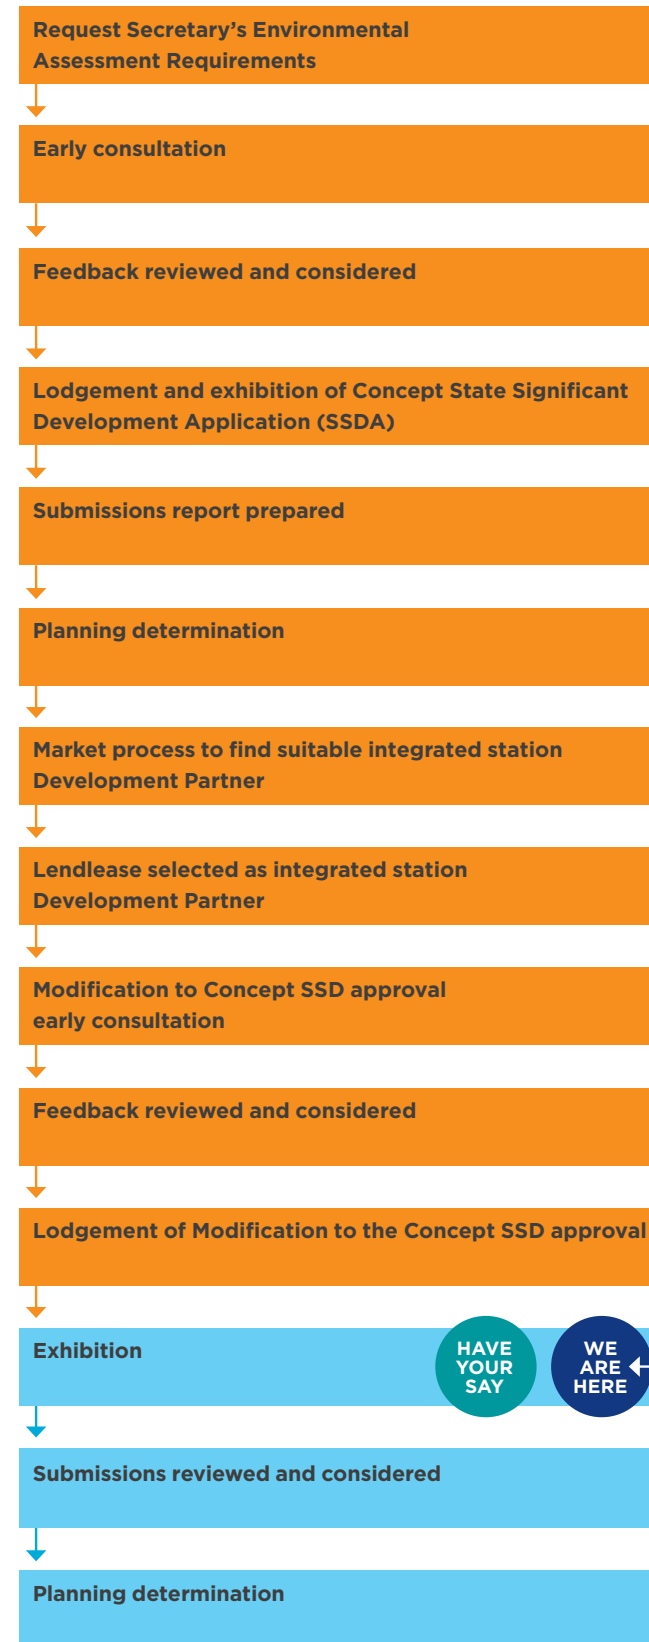 Request Secretary’s Environmental
Assessment Requirements
Early consultation
Feedback reviewed and considered
Lodgement and exhibition of Concept State Significant
Development Application (SSDA)
Submissions report prepared
Planning determination
Market process to find suitable integrated station
Development Partner
Lendlease selected as integrated station
Development Partner
Modification to Concept SSD approval
early consultation
Feedback reviewed and considered
Lodgement of Modification to the Concept SSD approval
Exhibition
HAVE
YOUR
SAY
WE
ARE
HERE
Submissions reviewed and considered
Planning determination